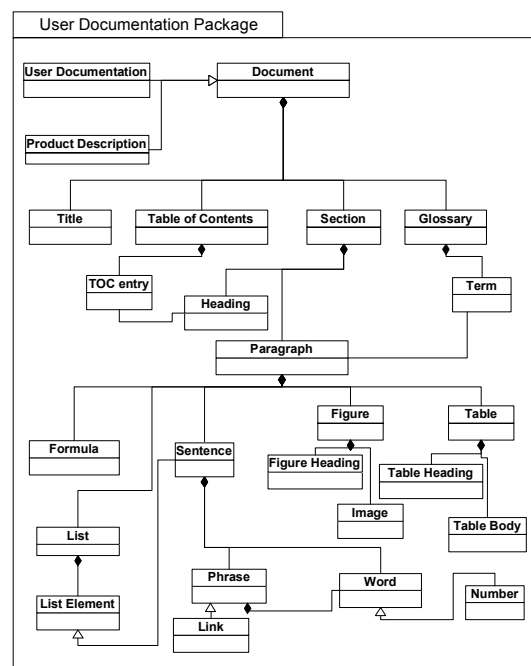 User Documentation Package
User Documentation
Document
Product Description
Title
Table of Contents
Section
Glossary
TOC entry
Heading
Term
Paragraph
Formula
Sentence
Figure
Table
Figure Heading
Table Heading
Image
Table Body
List
List Element
Phrase
Word
Number
Link